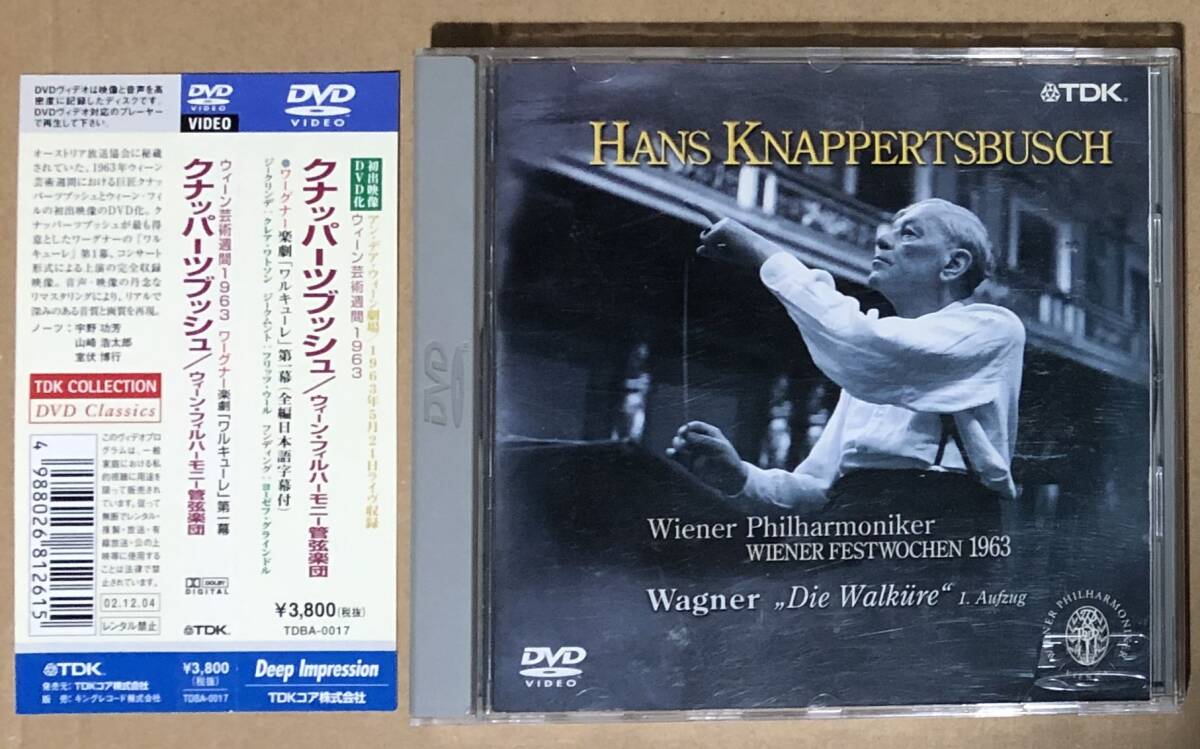 DVDヴィデオは映像と音声を高
密度に記録したディスクです。
DVDヴィデオ対応のプレーヤー
で再生して下さい。
オーストリア放送協会に秘蔵
されていた、1963年ウィーン
芸術週間における巨匠クナッ
パーツブッシュとウィーン・フィ
ルの初出映像のDVD化。ク
ナッパーツブッシュが最も得
意としたワーグナーの『ワル
キューレ』第1幕、コンサート
形式による上演の完全収録
映像。音声・映像の丹念な
リマスタリングにより、リアルで
深みのある音質と画質を再現。
ノーツ：宇野 功芳
山崎 浩太郎
室伏 博行
TDK COLLECTION
DVD Classics
4 988026 812615
このヴィデオプロ
グラムは、一般
家庭における私
的視聴に用途を
限って販売され
ています。従って
無断でレンタル・
複製・放送・有
線放送・公の上
映等に使用する
ことは法律で禁
じられています。
02.12.04
レンタル禁止
TDK
発売元：TDKコア株式会社
販 売：キングレコード株式会社
DVD
VIDEO
VIDEO
ウィーン芸術週間1963 ワーグナー楽劇「ワルキューレ」第一幕
クナッパーツブッシュ/ウィーン・フィルハーモニー管弦楽団
DOLBY
DIGITAL
TDK
¥3,800
(税抜)
TDBA-0017
DVD
VIDEO
初出映像
DVD化
アン・デア・ウィーン劇場/1963年5月21日ライヴ収録
ウィーン芸術週間1963
クナッパーツブッシュ/ウィーン・フィルハーモニー管弦楽団
●ワーグナー楽劇「ワルキューレ」第一幕(全編日本語字幕付)
ジークリンデ：クレア・ワトソン ジークムント：フリッツ・ウール フンディング：ヨーゼフ・グラインドル
¥3,800(税抜)
TDBA-0017
Deep Impression
TDKコア株式会社
DVD
TDK
HANS KNAPPERTSBUSCH
Wiener Philharmoniker
WIENER FESTWOCHEN 1963
Wagner „Die Walküre“ 1. Aufzug
DVD
VIDEO
WIENER PHILHARMONIKER